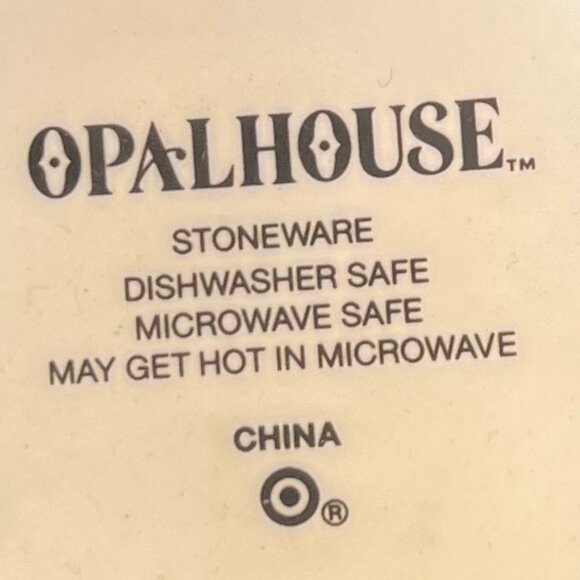 OPALHOUSE™
STONEWARE
DISHWASHER SAFE
MICROWAVE SAFE
MAY GET HOT IN MICROWAVE
CHINA
®